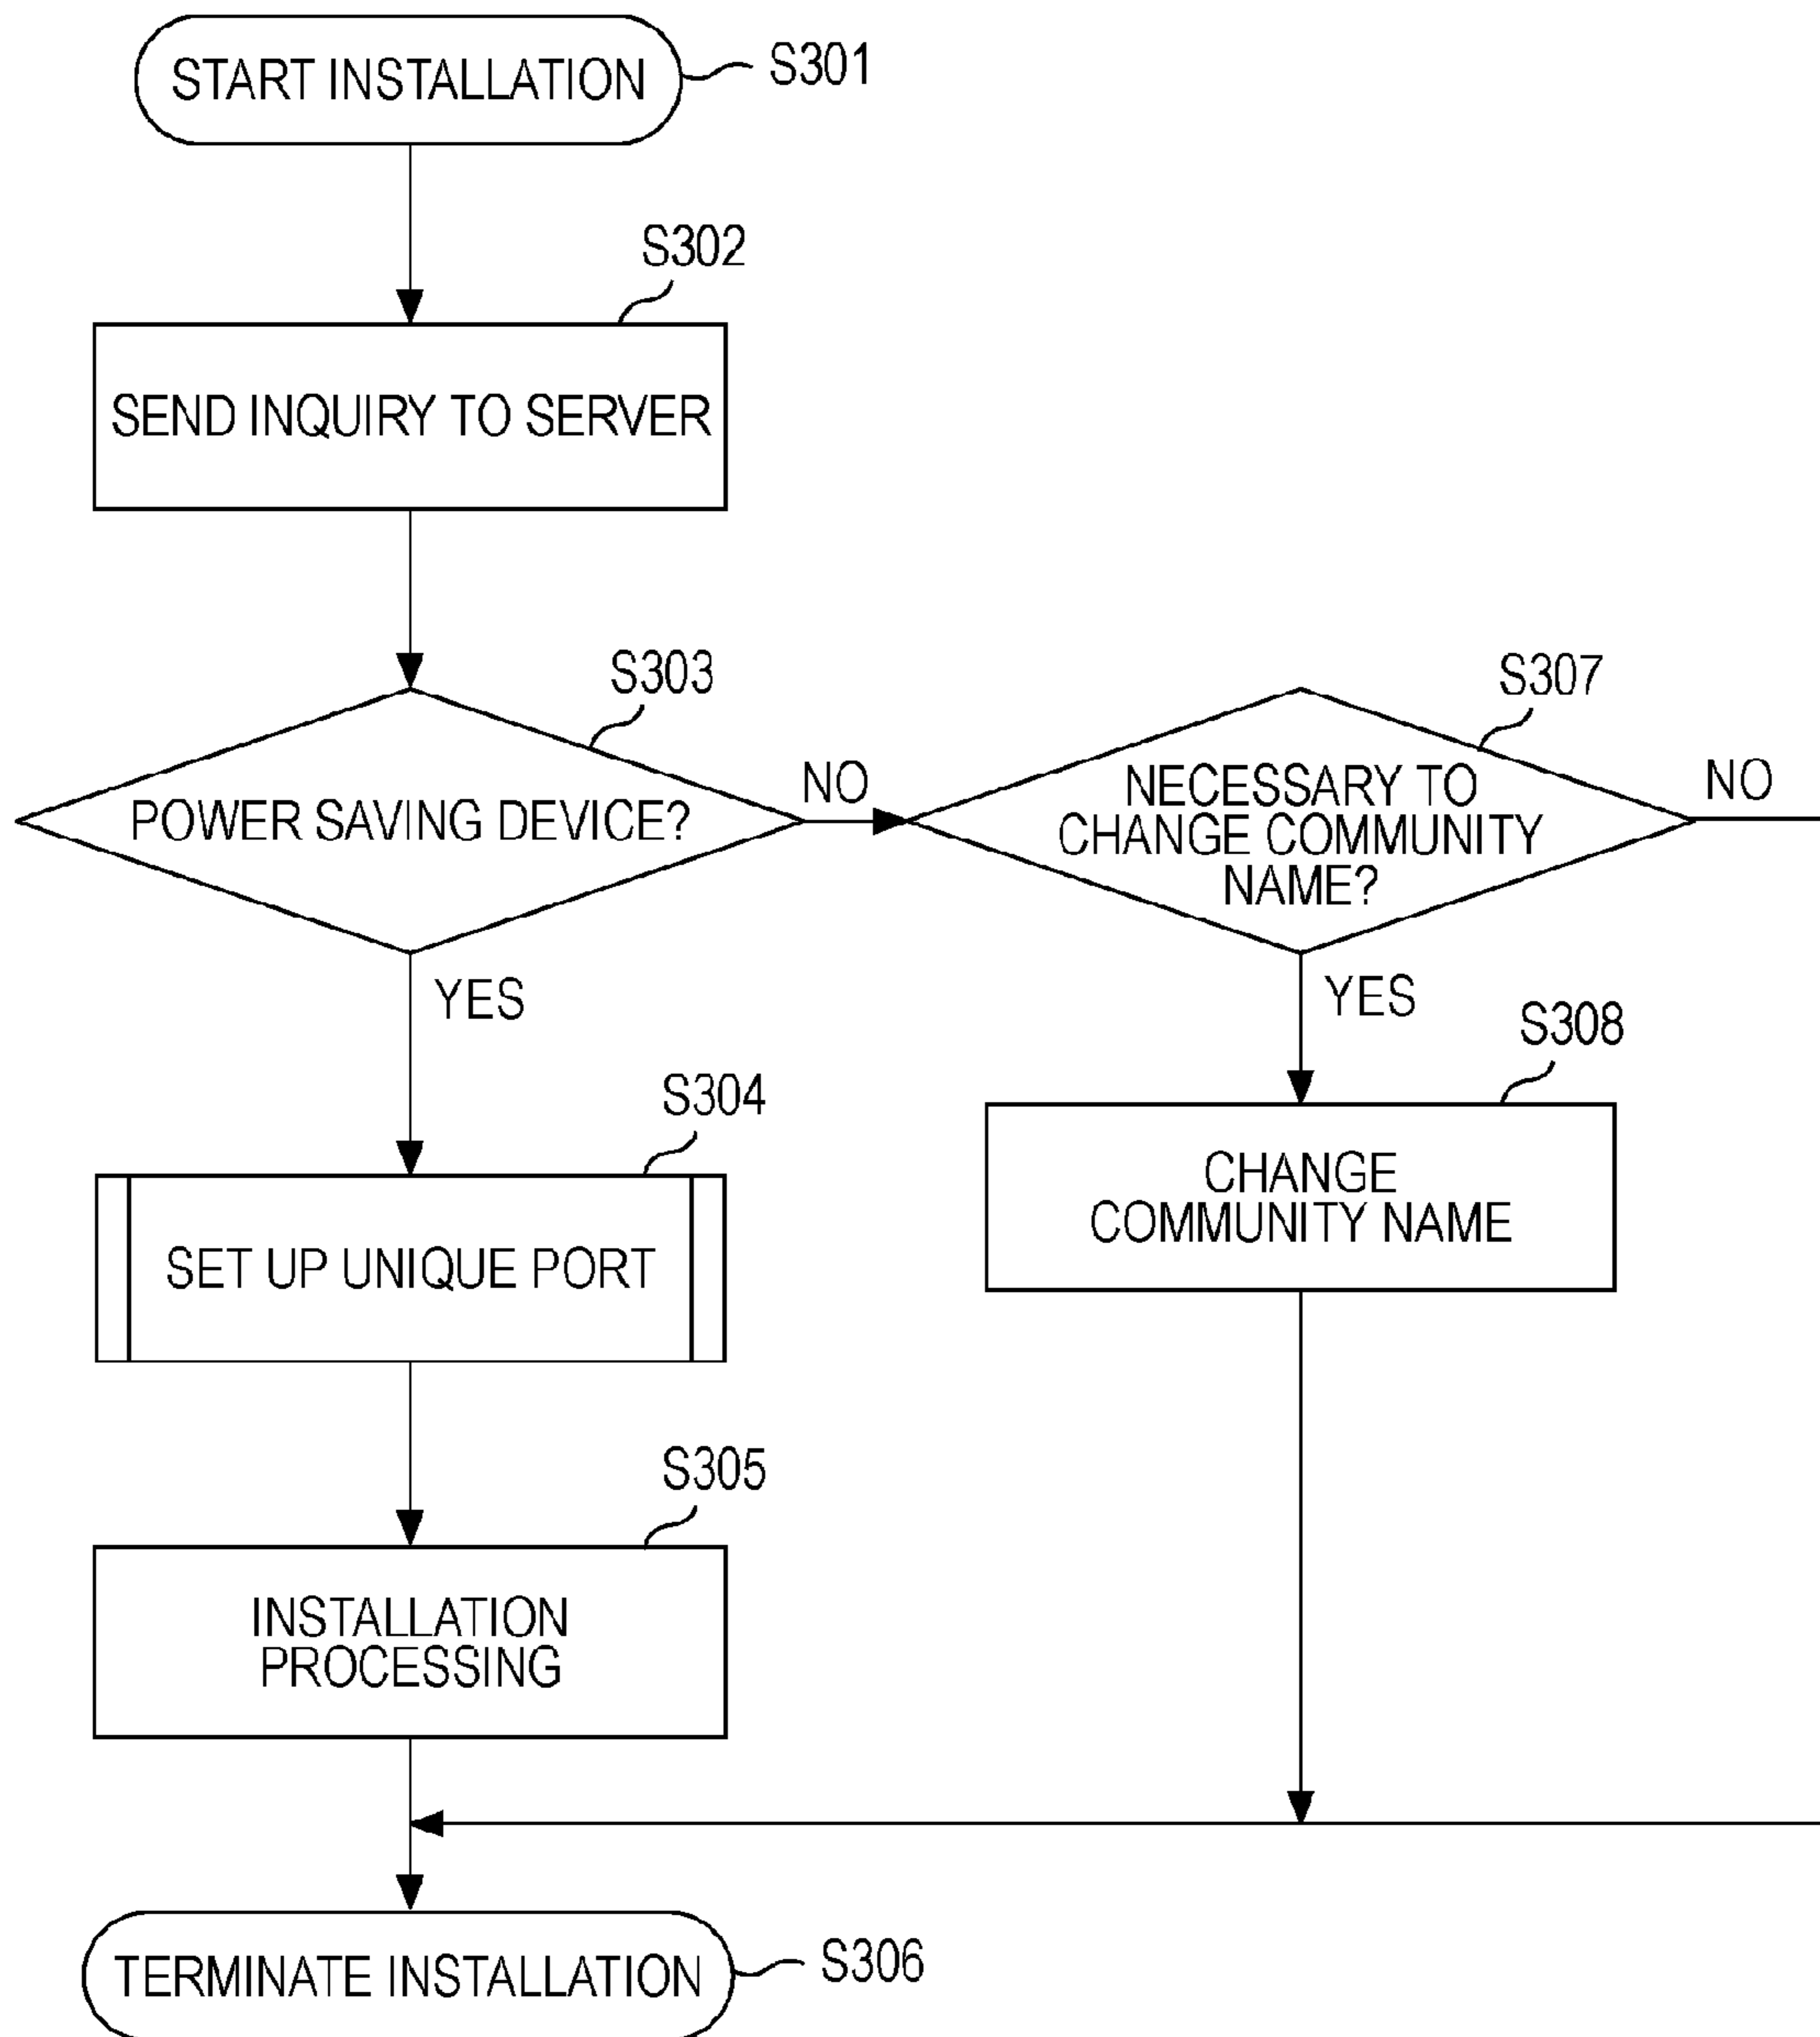 START INSTALLATION
S301
S302
SEND INQUIRY TO SERVER
S303
POWER SAVING DEVICE?
NO
YES
S307
NECESSARY TO
CHANGE COMMUNITY
NAME?
NO
YES
S304
SET UP UNIQUE PORT
S308
CHANGE
COMMUNITY NAME
S305
INSTALLATION
PROCESSING
TERMINATE INSTALLATION
S306